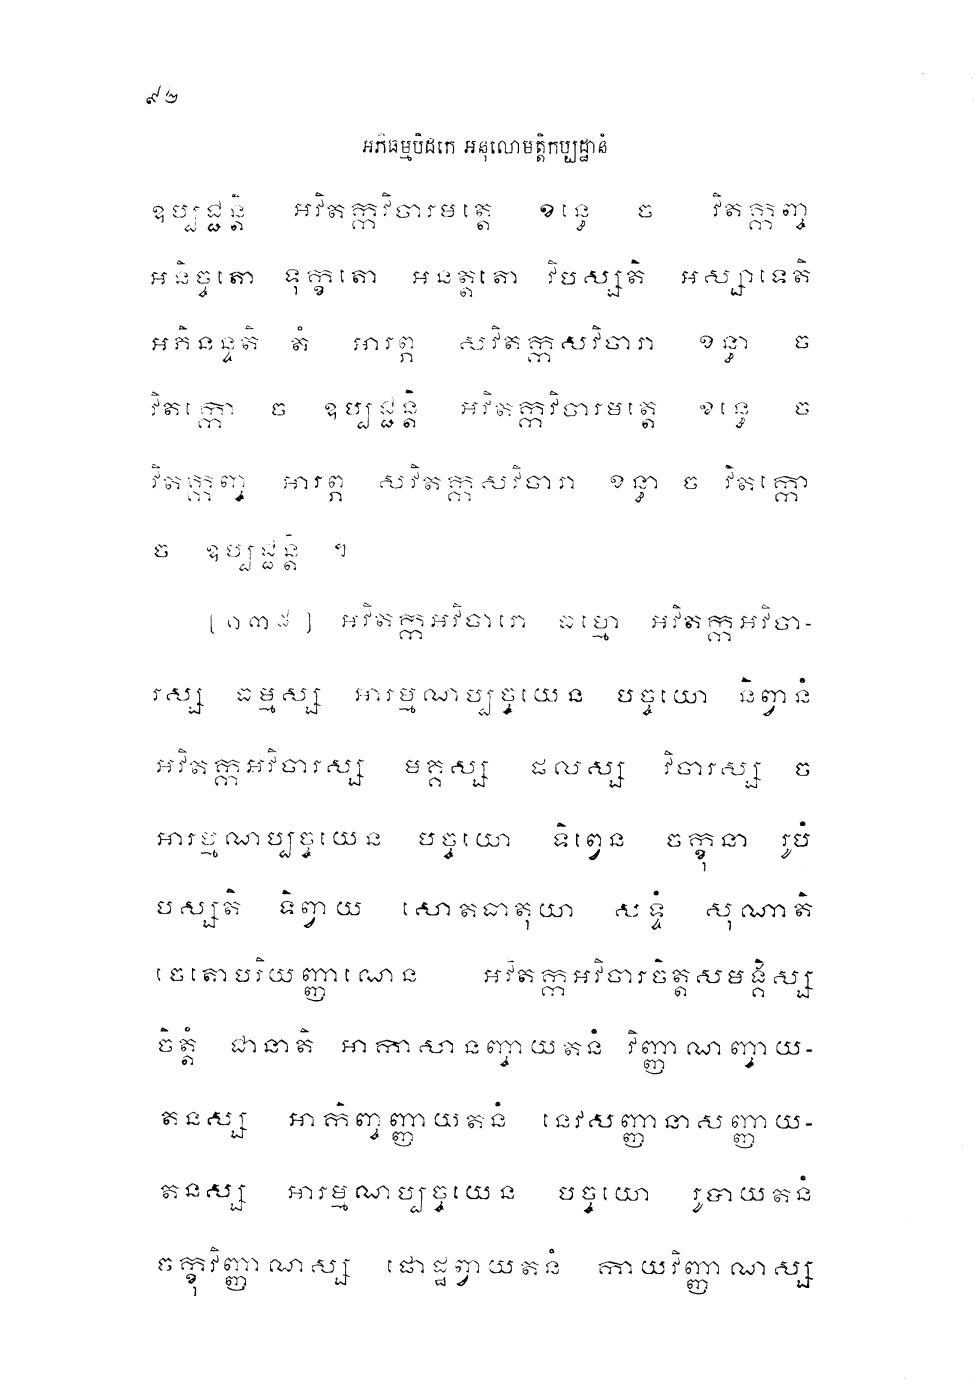 ៩២
អភិធម្មបិដកេ អនុលោមត្តិកប្បដ្ឋានំ
ឧប្បជ្ជន្តិ អវិតក្កវិចារមត្តេ ខន្ធេ ច វិតក្កញ្ច
អនិច្ចតោ ទុក្ខតោ អនត្តតោ វិបស្សតិ អស្សាទេតិ
អភិនន្ទតិ តំ អារព្ភ សវិតក្កសវិចារា ខន្ធា ច
វិតក្កោ ច ឧប្បជ្ជន្តិ អវិតក្កវិចារមត្តេ ខន្ធេ ច
វិតក្កញ្ច អារព្ភ សវិតក្កសវិចារា ខន្ធា ច វិតក្កោ
ច ឧប្បជ្ជន្តិ ។
អវិតក្កអវិចារោ ធម្មោ អវិតក្កអវិចា-
រស្ស ធម្មស្ស អារម្មណប្បច្ចយេន បច្ចយោ និព្វានំ
អវិតក្កអវិចារស្ស មគ្គស្ស ផលស្ស វិចារស្ស ច
អារម្មណប្បច្ចយេន បច្ចយោ ទិព្វេន ចក្ខុនា រូបំ
បស្សតិ ទិព្វាយ សោតធាតុយា សទ្ទំ សុណាតិ
ចេតោបរិយញ្ញាណេន អវិតក្កអវិចារចិត្តសមង្គិស្ស
ចិត្តំ ជានាតិ អាកាសានញ្ចាយតនំ វិញ្ញាណញ្ចាយ-
តនស្ស អាកិញ្ចញ្ញាយតនំ នេវសញ្ញានាសញ្ញាយ-
តនស្ស អារម្មណប្បច្ចយេន បច្ចយោ រូបាយតនំ
ចក្ខុវិញ្ញាណស្ស ផោដ្ឋព្វាយតនំ កាយវិញ្ញាណស្ស